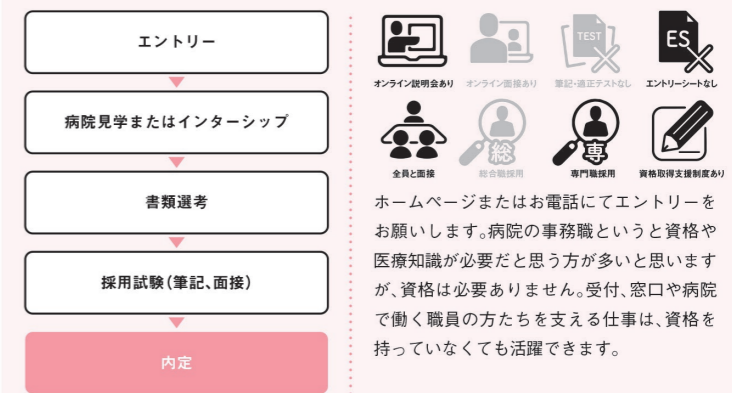 エントリー
病院見学またはインターシップ
書類選考
採用試験(筆記、面接)
内定
オンライン説明会あり
オンライン面接あり
TEST
筆記・適正テストなし
ES
エントリーシートなし
全員と面接
総
総合職採用
専
専門職採用
資格取得支援制度あり
ホームページまたはお電話にてエントリーを
お願いします。病院の事務職というと資格や
医療知識が必要だと思う方が多いと思います
が、資格は必要ありません。受付、窓口や病院
で働く職員の方たちを支える仕事は、資格を
持っていなくても活躍できます。